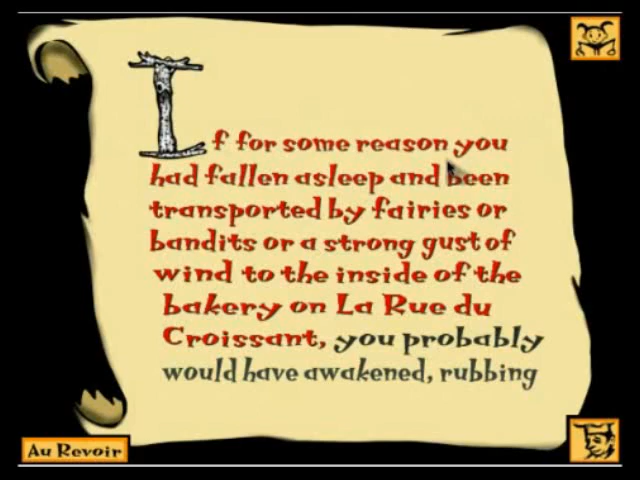 If for some reason you
had fallen asleep and been
transported by fairies or
bandits or a strong gust of
wind to the inside of the
bakery on La Rue du
Croissant, you probably
would have awakened, rubbing
Au Revoir